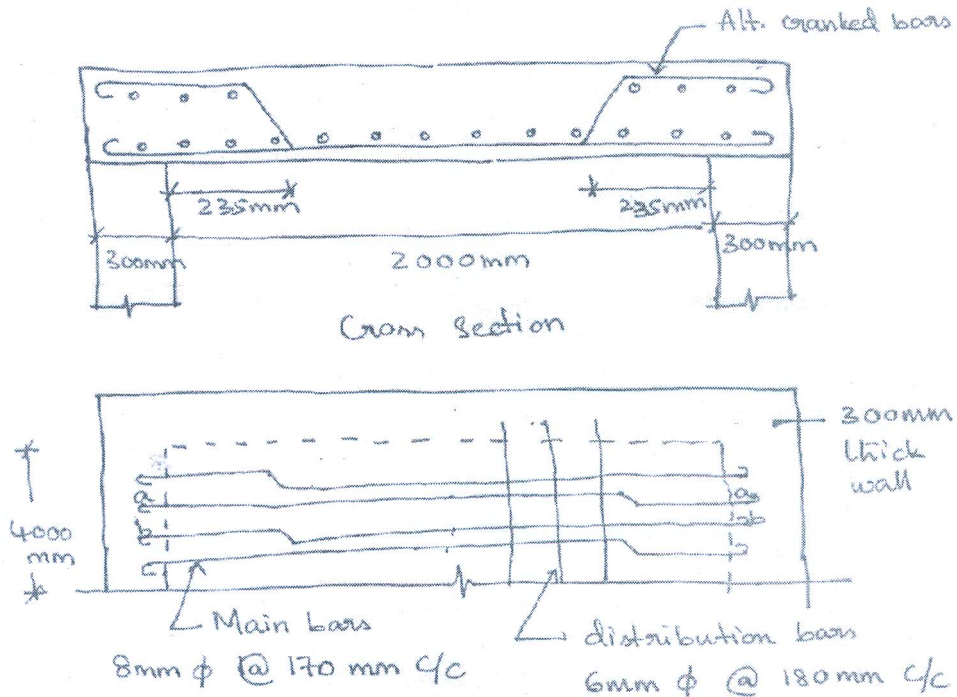 Alt. cranked bars
235mm
235mm
300mm
2000mm
300mm
Cross section
300mm
thick
wall
a
a
b
b
4000
mm
Main bars
8mm ϕ @ 170 mm c/c
distribution bars
6mm ϕ @ 180mm c/c